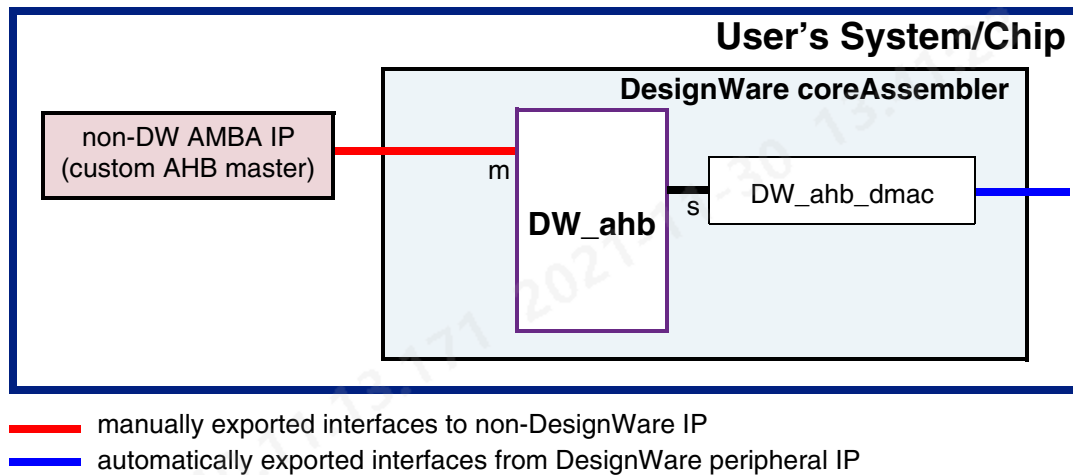 User's System/Chip
DesignWare coreAssembler
non-DW AMBA IP
(custom AHB master)
m
DW_ahb
s
DW_ahb_dmac
manually exported interfaces to non-DesignWare IP
automatically exported interfaces from DesignWare peripheral IP